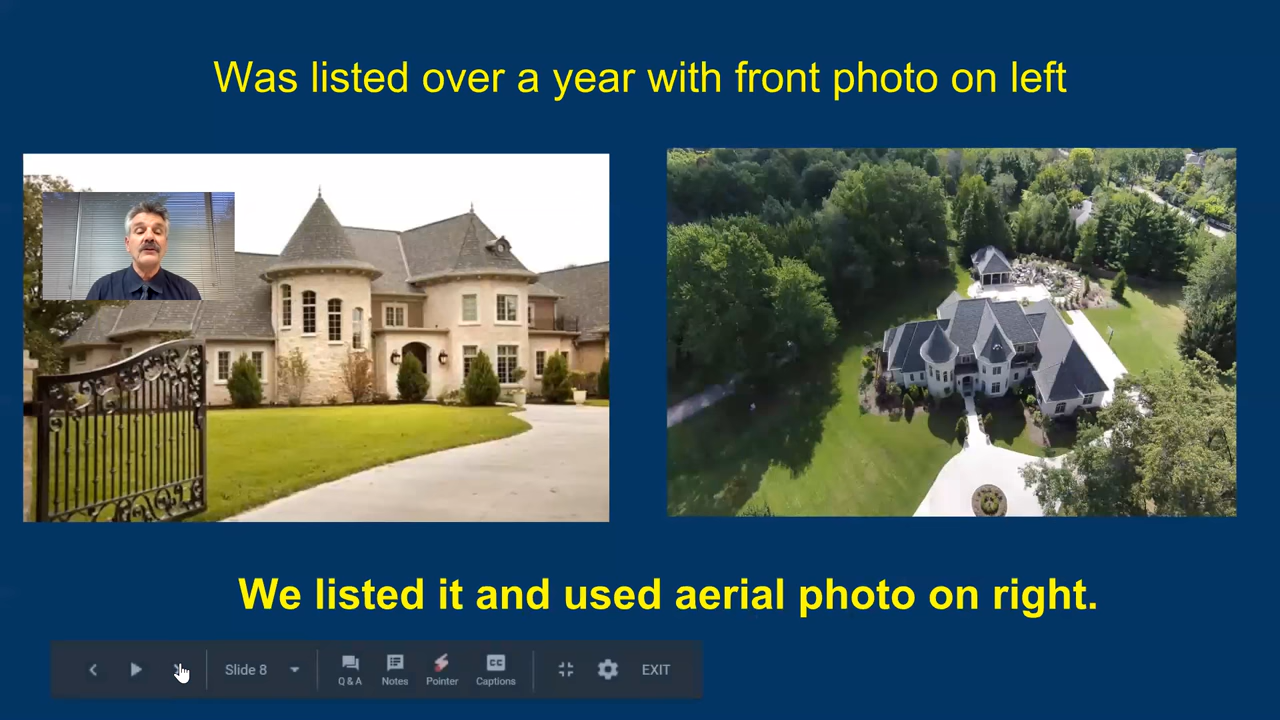 Was listed over a year with front photo on left
We listed it and used aerial photo on right.
Slide 8
Q & A
Notes
Pointer
CC
Captions
EXIT